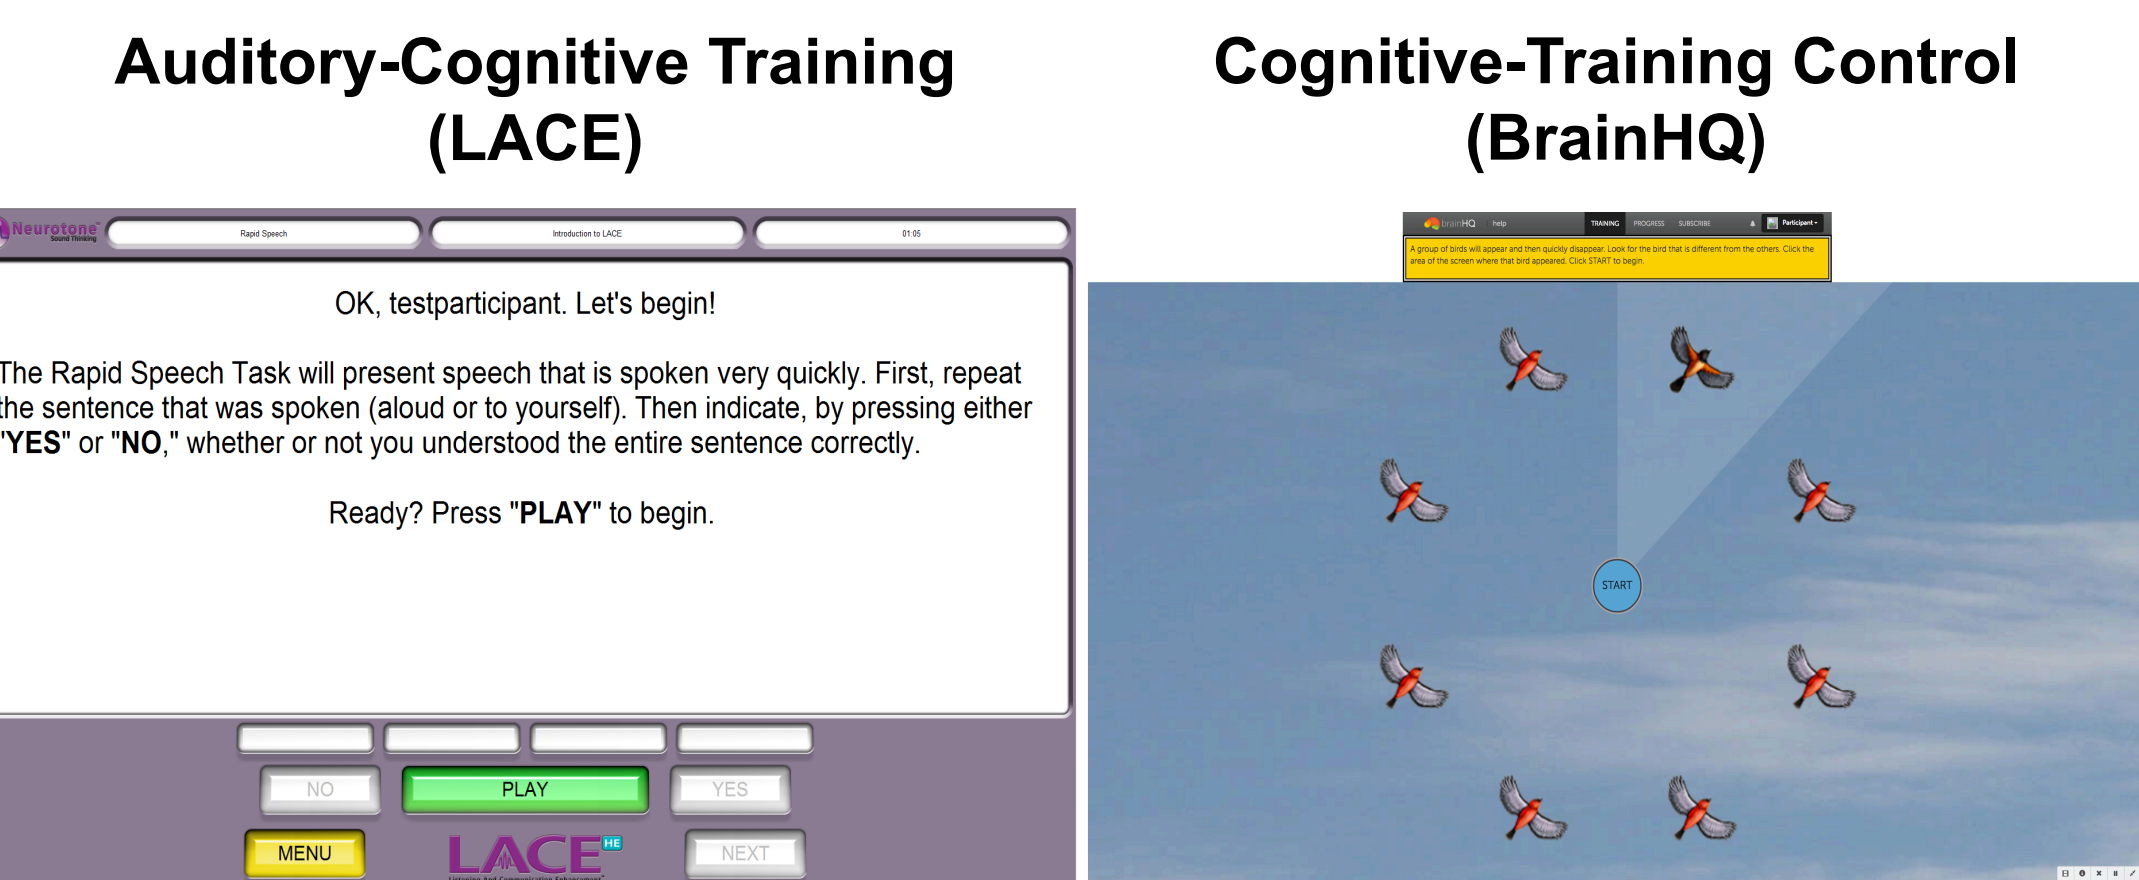 Auditory-Cognitive Training
(LACE)
Cognitive-Training Control
(BrainHQ)
Neurotone™
Sound Thinking
Rapid Speech
Introduction to LACE
01:05
OK, testparticipant. Let's begin!
The Rapid Speech Task will present speech that is spoken very quickly. First, repeat
the sentence that was spoken (aloud or to yourself). Then indicate, by pressing either
"YES" or "NO," whether or not you understood the entire sentence correctly.
Ready? Press "PLAY" to begin.
NO
PLAY
YES
MENU
LACE HE
Listening And Communication Enhancement
NEXT
brainHQ
help
TRAINING
PROGRESS
SUBSCRIBE
Participant
A group of birds will appear and then quickly disappear. Look for the bird that is different from the others. Click the
area of the screen where that bird appeared. Click START to begin.
START